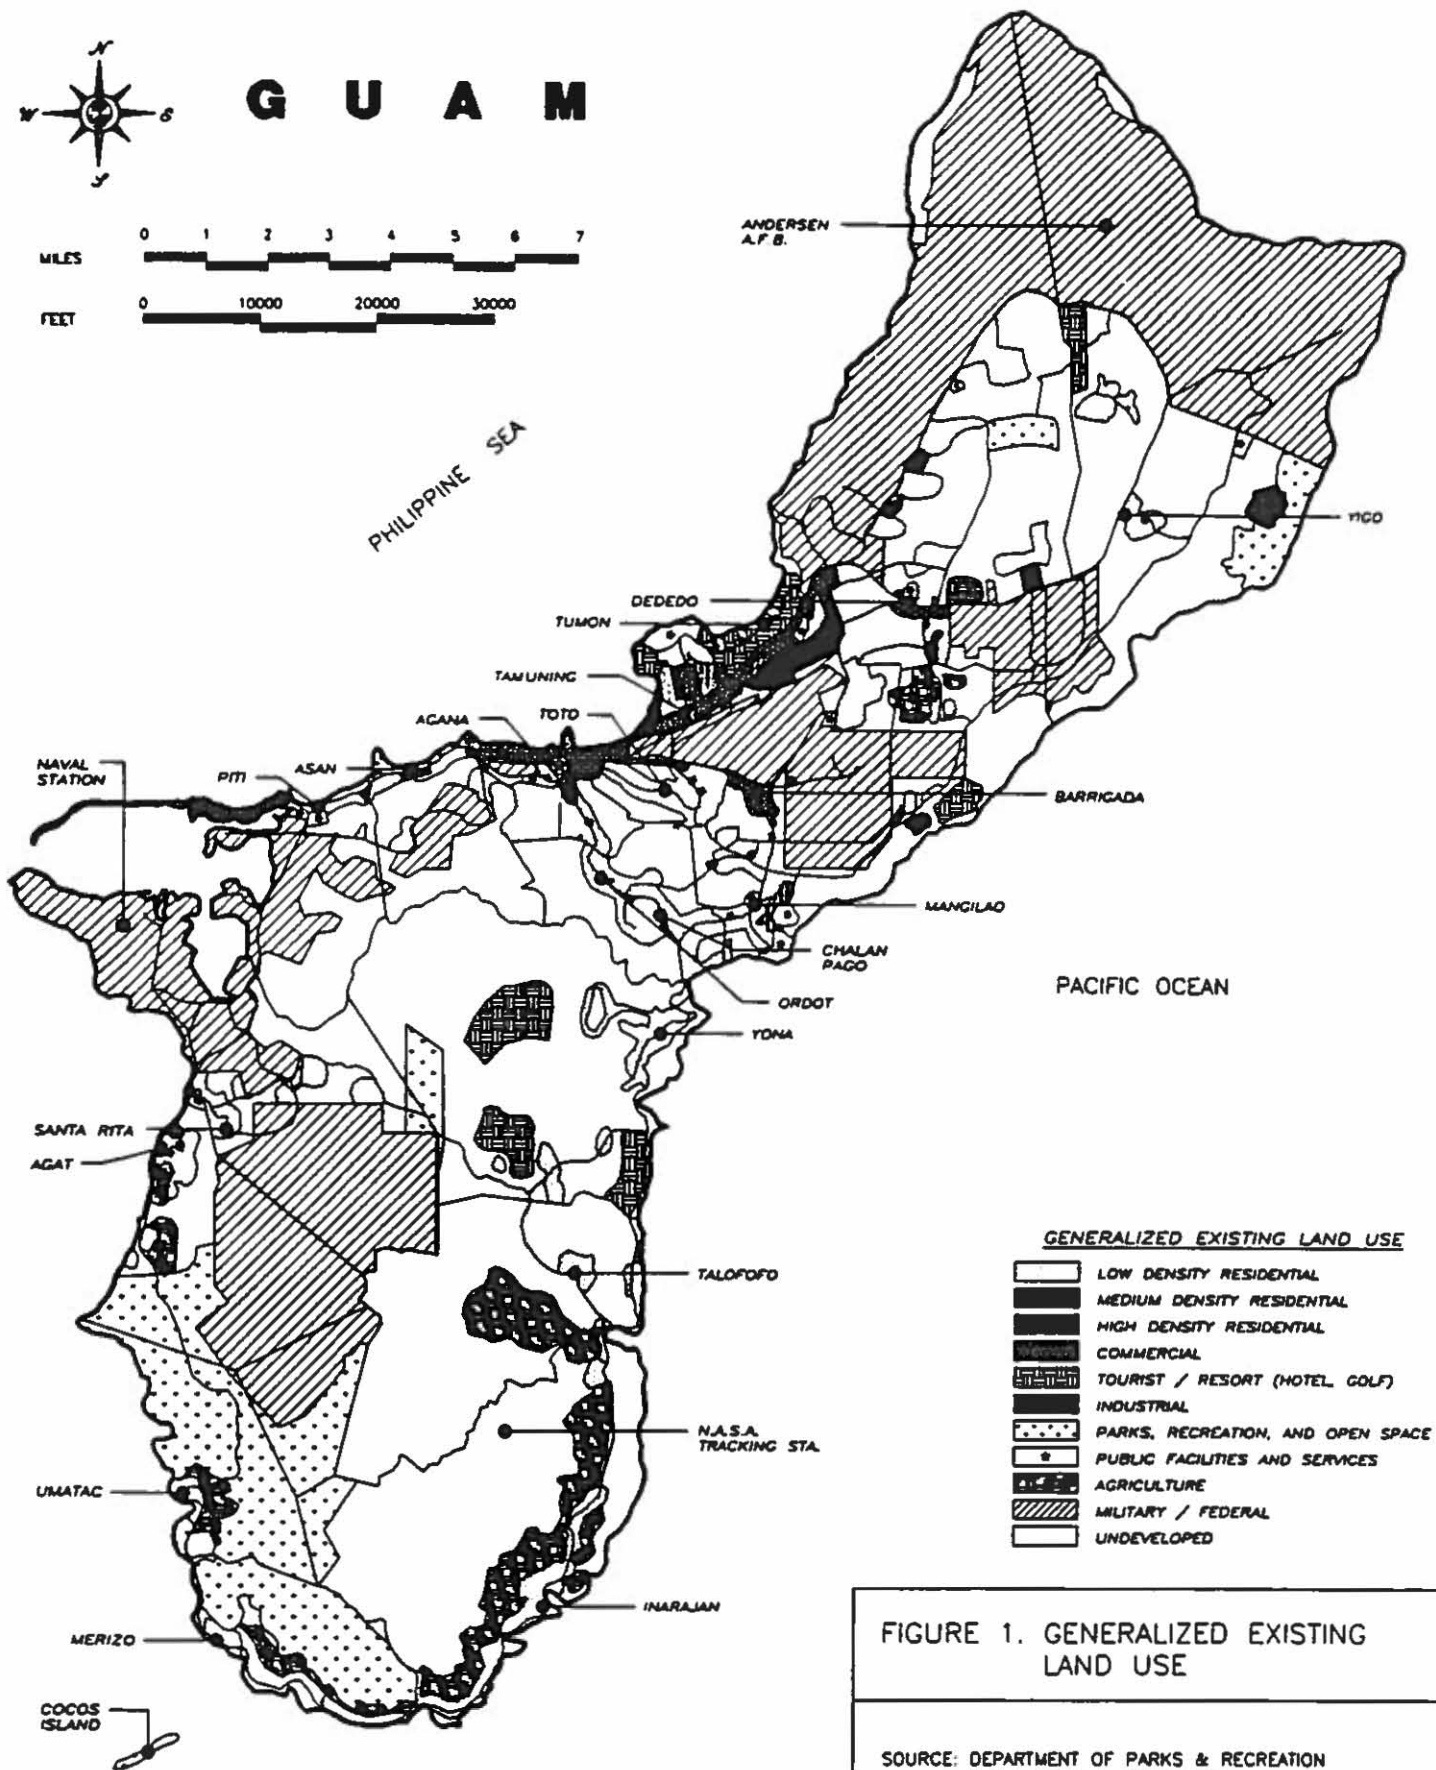 N
W
S
GUAM
0 1 2 3 4 5 6 7
MILES
0 10000 20000 30000
FEET
PHILIPPINE SEA
ANDERSEN
A.F.B.
YIGO
DEDEDO
TUMON
TAMUNING
AGANA
TOTO
NAVAL
STATION
PITI
ASAN
BARRIGADA
MANGILAO
CHALAN
PAGO
ORDOT
YONA
PACIFIC OCEAN
SANTA RITA
AGAT
TALOFOFO
N.A.S.A.
TRACKING STA.
UMATAC
INARAJAN
MERIZO
COCOS
ISLAND
GENERALIZED EXISTING LAND USE
LOW DENSITY RESIDENTIAL
MEDIUM DENSITY RESIDENTIAL
HIGH DENSITY RESIDENTIAL
COMMERCIAL
TOURIST / RESORT (HOTEL, GOLF)
INDUSTRIAL
PARKS, RECREATION, AND OPEN SPACE
PUBLIC FACILITIES AND SERVICES
AGRICULTURE
MILITARY / FEDERAL
UNDEVELOPED
FIGURE 1. GENERALIZED EXISTING
LAND USE
SOURCE: DEPARTMENT OF PARKS & RECREATION